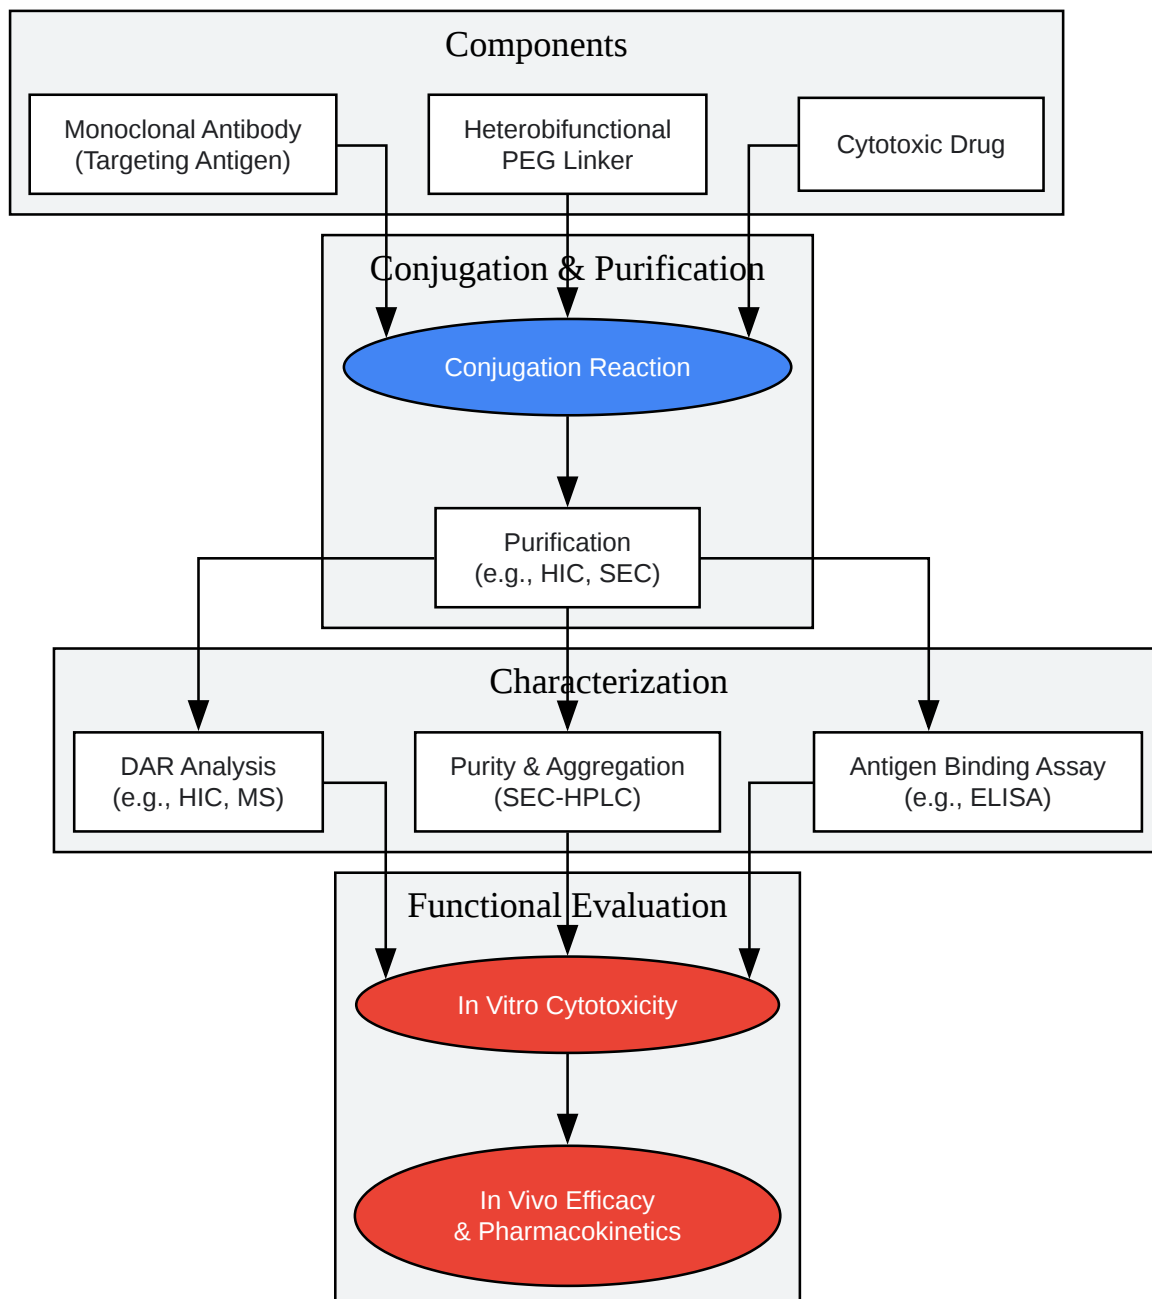 Components
Monoclonal Antibody
(Targeting Antigen)
Heterobifunctional
PEG Linker
Cytotoxic Drug
Conjugation & Purification
Conjugation Reaction
Purification
(e.g., HIC, SEC)
Characterization
DAR Analysis
(e.g., HIC, MS)
Purity & Aggregation
(SEC-HPLC)
Antigen Binding Assay
(e.g., ELISA)
Functional Evaluation
In Vitro Cytotoxicity
In Vivo Efficacy
& Pharmacokinetics